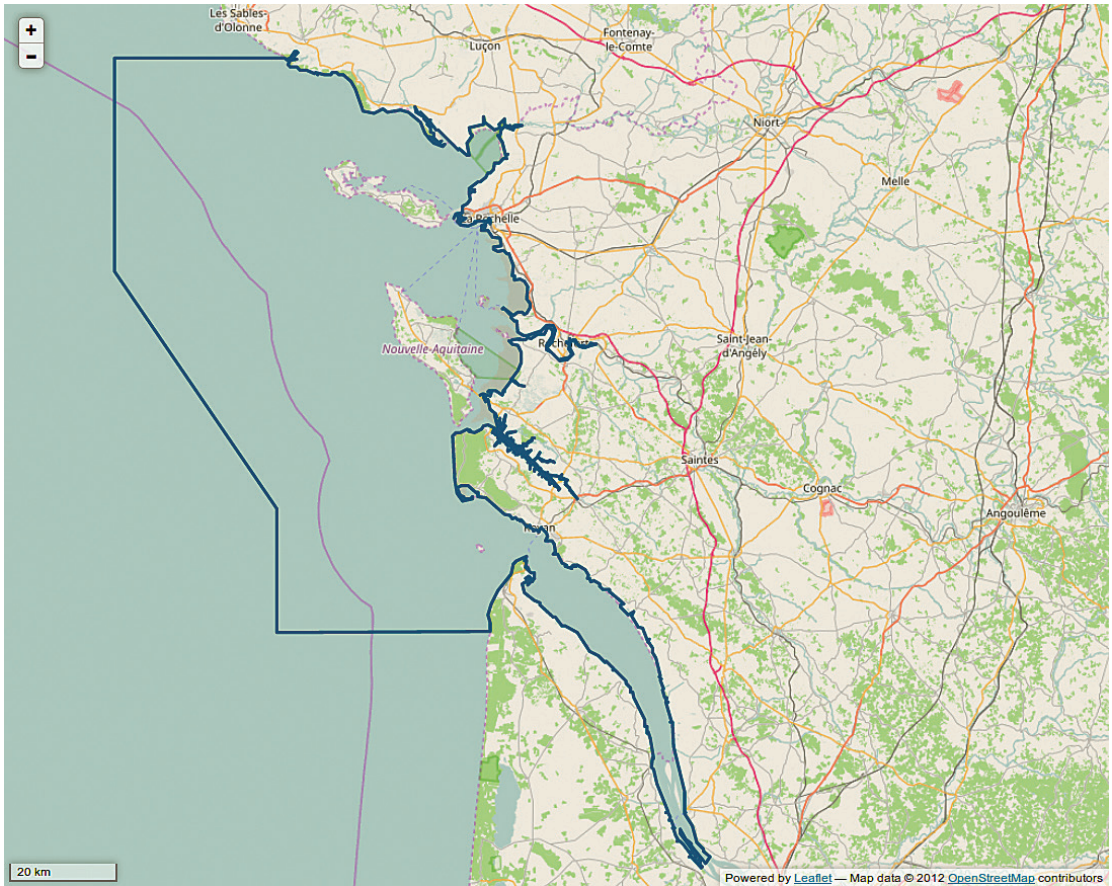 Les Sables-
d'Olonne
+
-
Luçon
Fontenay-
le-Comte
Niort
Melle
La Rochelle
Nouvelle-Aquitaine
Rochefort
Saint-Jean-
d'Angély
Saintes
Cognac
Angoulême
Royan
20 km
Powered by Leaflet — Map data © 2012 OpenStreetMap contributors